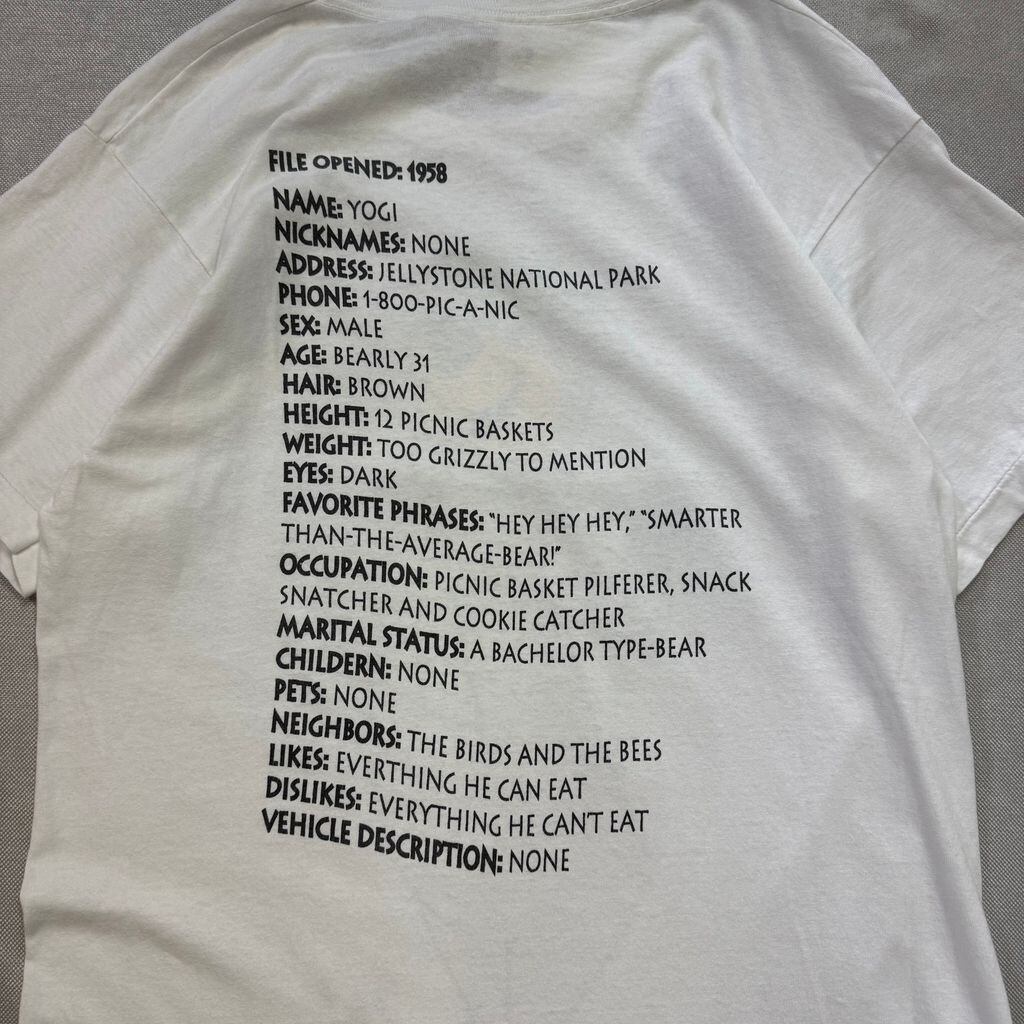 FILE OPENED: 1958
NAME: YOGI
NICKNAMES: NONE
ADDRESS: JELLYSTONE NATIONAL PARK
PHONE: 1-800-PIC-A-NIC
SEX: MALE
AGE: BEARLY 31
HAIR: BROWN
HEIGHT: 12 PICNIC BASKETS
WEIGHT: TOO GRIZZLY TO MENTION
EYES: DARK
FAVORITE PHRASES: "HEY HEY HEY," "SMARTER
THAN-THE-AVERAGE-BEAR!"
OCCUPATION: PICNIC BASKET PILFERER, SNACK
SNATCHER AND COOKIE CATCHER
MARITAL STATUS: A BACHELOR TYPE-BEAR
CHILDERN: NONE
PETS: NONE
NEIGHBORS: THE BIRDS AND THE BEES
LIKES: EVERTHING HE CAN EAT
DISLIKES: EVERYTHING HE CAN'T EAT
VEHICLE DESCRIPTION: NONE